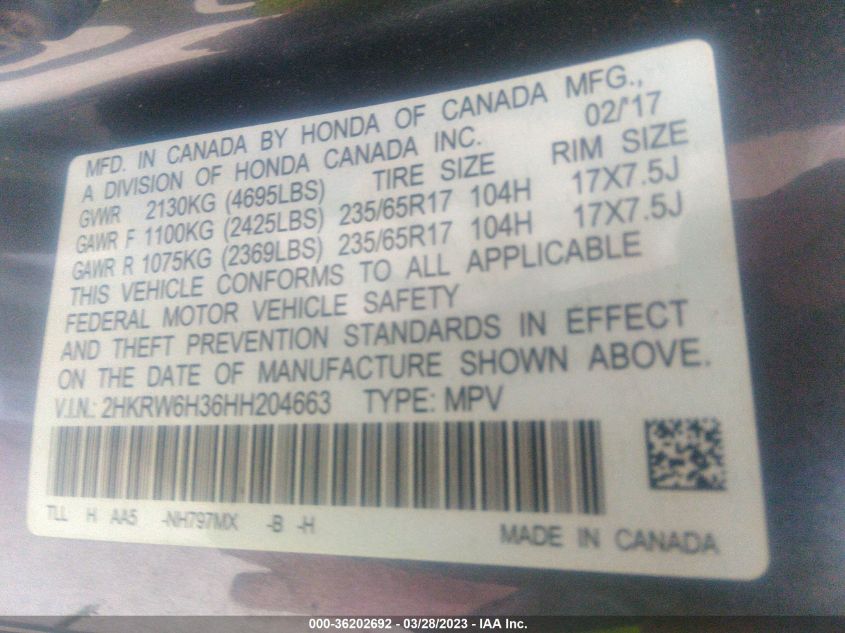 MFD. IN CANADA BY HONDA OF CANADA MFG.,
A DIVISION OF HONDA CANADA INC. 02/'17
GVWR 2130KG (4695LBS) TIRE SIZE RIM SIZE
GAWR F 1100KG (2425LBS) 235/65R17 104H 17X7.5J
GAWR R 1075KG (2369LBS) 235/65R17 104H 17X7.5J
THIS VEHICLE CONFORMS TO ALL APPLICABLE
FEDERAL MOTOR VEHICLE SAFETY
AND THEFT PREVENTION STANDARDS IN EFFECT
ON THE DATE OF MANUFACTURE SHOWN ABOVE.
V.I.N.: 2HKRW6H36HH204663 TYPE: MPV
TLL H AA5 -NH797MX -B -H
MADE IN CANADA
000-36202692 - 03/28/2023 - IAA Inc.